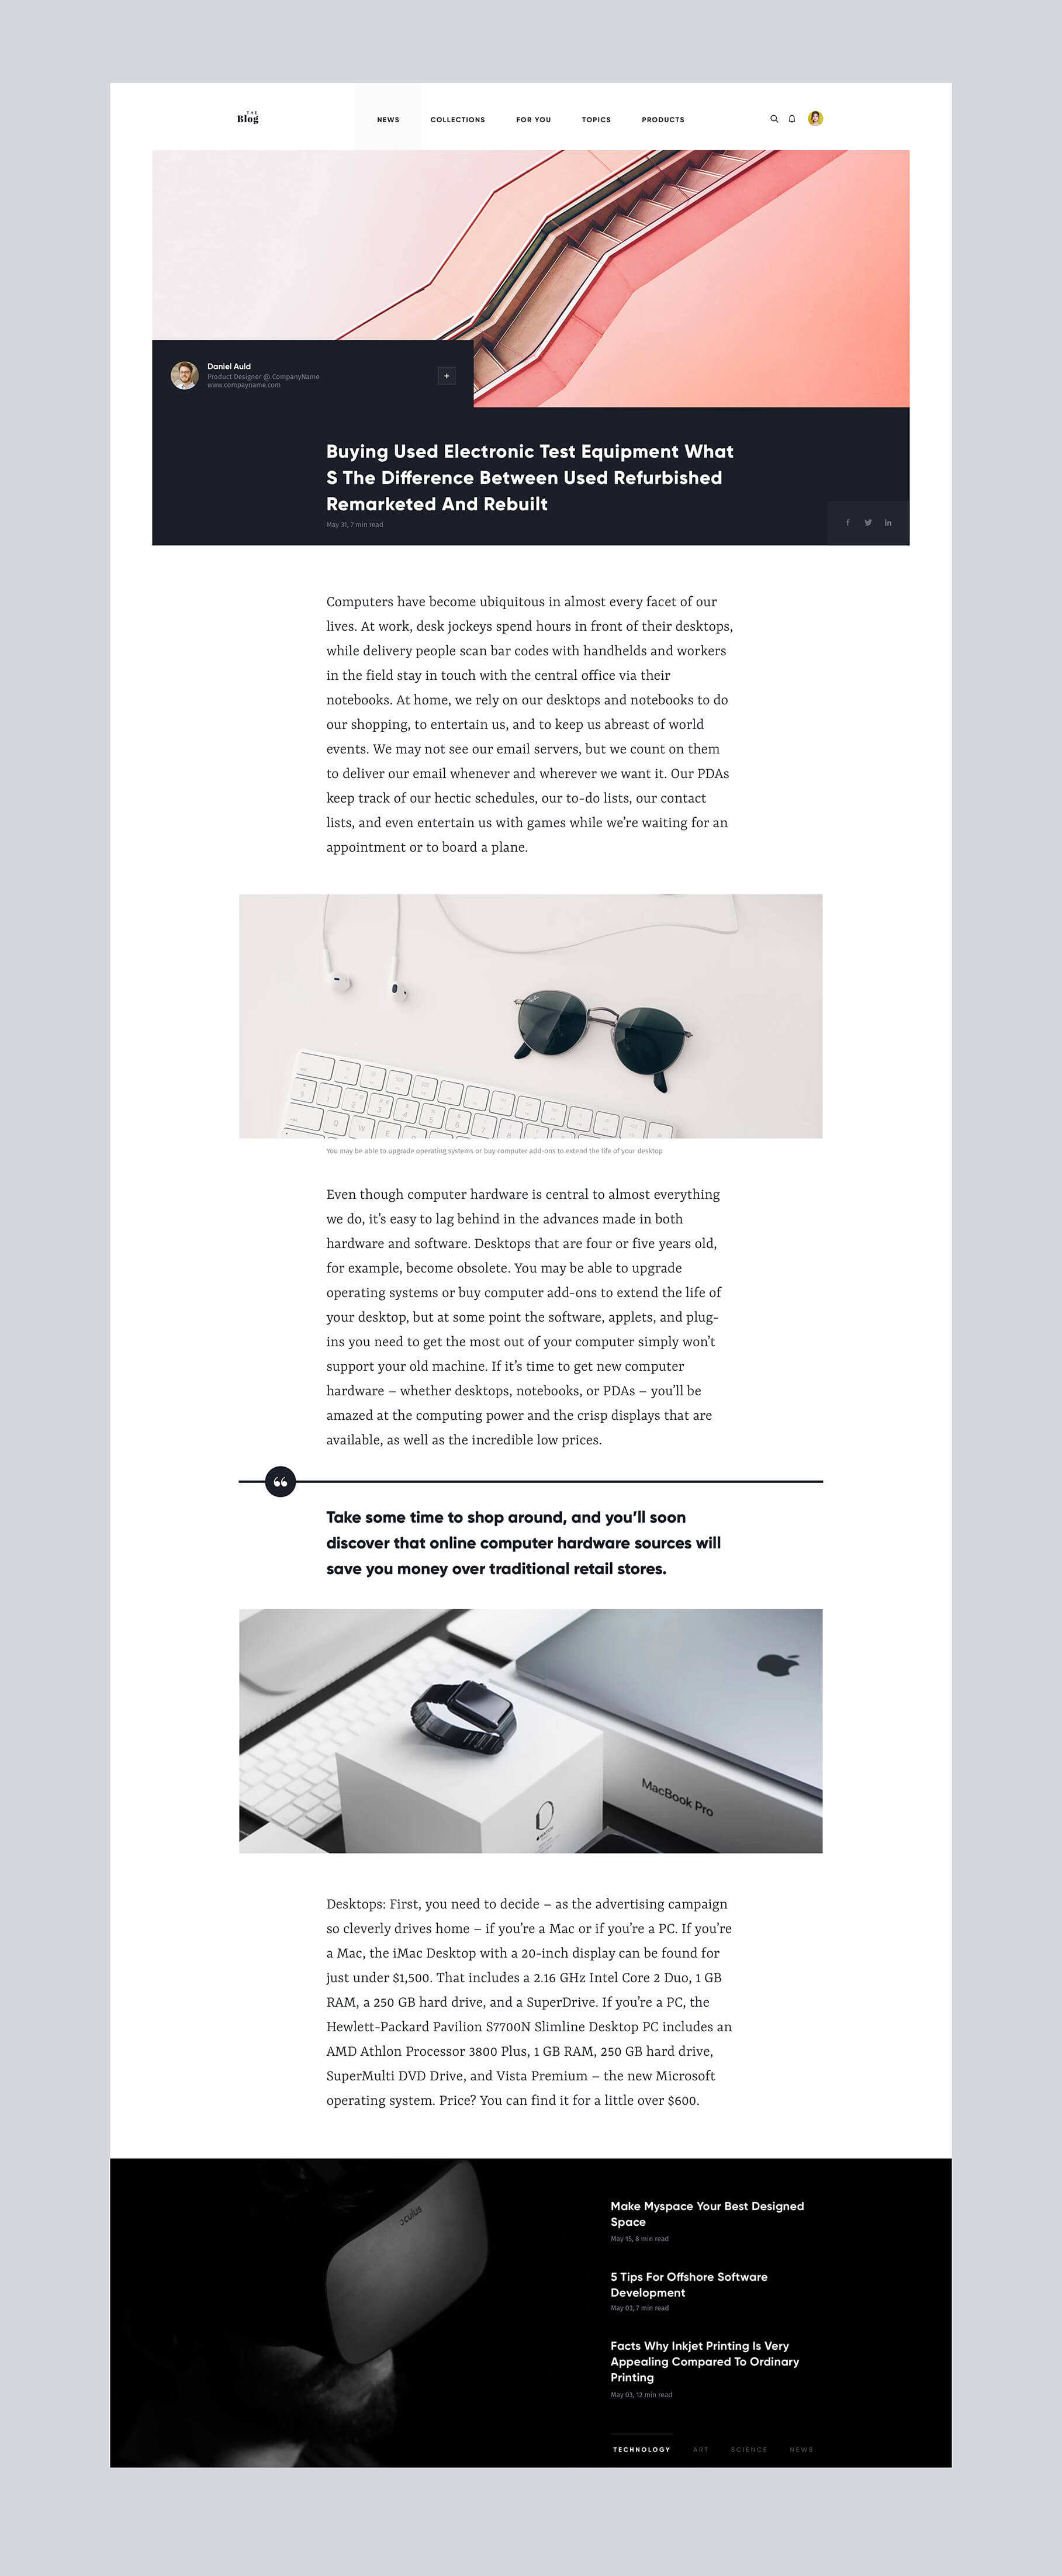 THE
Blog
NEWS COLLECTIONS FOR YOU TOPICS PRODUCTS
Daniel Auld
Product Designer @ CompanyName
www.compayname.com
+
Buying Used Electronic Test Equipment What
S The Difference Between Used Refurbished
Remarketed And Rebuilt
May 31, 7 min read
f in
Computers have become ubiquitous in almost every facet of our
lives. At work, desk jockeys spend hours in front of their desktops,
while delivery people scan bar codes with handhelds and workers
in the field stay in touch with the central office via their
notebooks. At home, we rely on our desktops and notebooks to do
our shopping, to entertain us, and to keep us abreast of world
events. We may not see our email servers, but we count on them
to deliver our email whenever and wherever we want it. Our PDAs
keep track of our hectic schedules, our to-do lists, our contact
lists, and even entertain us with games while we’re waiting for an
appointment or to board a plane.
Q W E
You may be able to upgrade operating systems or buy computer add-ons to extend the life of your desktop
Even though computer hardware is central to almost everything
we do, it’s easy to lag behind in the advances made in both
hardware and software. Desktops that are four or five years old,
for example, become obsolete. You may be able to upgrade
operating systems or buy computer add-ons to extend the life of
your desktop, but at some point the software, applets, and plug-
ins you need to get the most out of your computer simply won’t
support your old machine. If it’s time to get new computer
hardware – whether desktops, notebooks, or PDAs – you’ll be
amazed at the computing power and the crisp displays that are
available, as well as the incredible low prices.
“
Take some time to shop around, and you’ll soon
discover that online computer hardware sources will
save you money over traditional retail stores.
MacBook Pro
Desktops: First, you need to decide – as the advertising campaign
so cleverly drives home – if you’re a Mac or if you’re a PC. If you’re
a Mac, the iMac Desktop with a 20-inch display can be found for
just under $1,500. That includes a 2.16 GHz Intel Core 2 Duo, 1 GB
RAM, a 250 GB hard drive, and a SuperDrive. If you’re a PC, the
Hewlett-Packard Pavilion S7700N Slimline Desktop PC includes an
AMD Athlon Processor 3800 Plus, 1 GB RAM, 250 GB hard drive,
SuperMulti DVD Drive, and Vista Premium – the new Microsoft
operating system. Price? You can find it for a little over $600.
oculus
Make Myspace Your Best Designed
Space
May 15, 8 min read
5 Tips For Offshore Software
Development
May 03, 7 min read
Facts Why Inkjet Printing Is Very
Appealing Compared To Ordinary
Printing
May 03, 12 min read
TECHNOLOGY ART SCIENCE NEWS